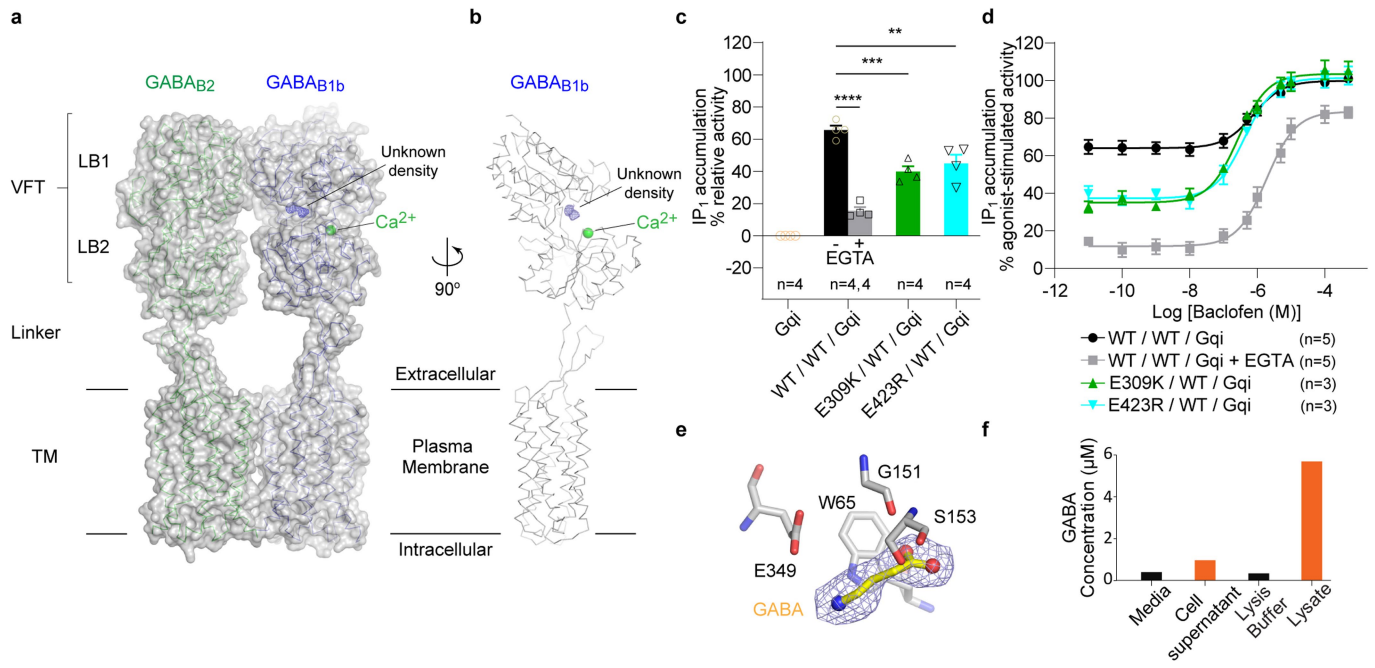 a
GABAB2
GABAB1b
VFT
LB1
LB2
Unknown
density
Ca2+
Linker
TM
90º
Extracellular
Plasma
Membrane
Intracellular
b
GABAB1b
Unknown
density
Ca2+
c
IP1 accumulation
% relative activity
120
100
80
60
40
20
0
-20
**
***
****
- +
EGTA
n=4
n=4,4
n=4
n=4
Gqi
WT / WT / Gqi
E309K / WT / Gqi
E423R / WT / Gqi
d
IP1 accumulation
% agonist-stimulated activity
120
100
80
60
40
20
0
-12 -10 -8 -6 -4
Log [Baclofen (M)]
WT / WT / Gqi (n=5)
WT / WT / Gqi + EGTA (n=5)
E309K / WT / Gqi (n=3)
E423R / WT / Gqi (n=3)
e
G151
W65
S153
E349
GABA
f
GABA
Concentration (µM)
6
4
2
0
Media
Cell
supernatant
Lysis
Buffer
Lysate